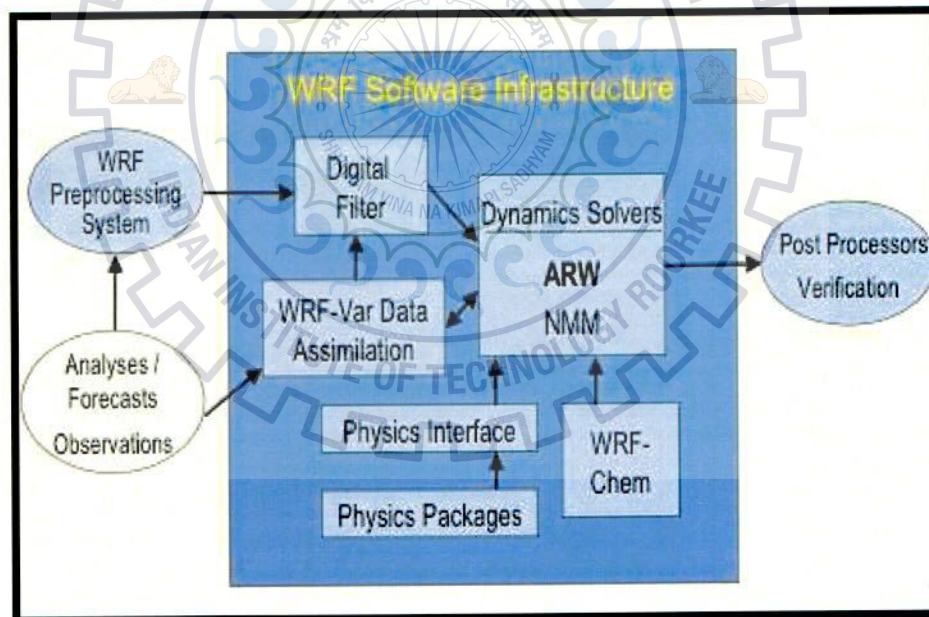 WRF Software Infrastructure
WRF
Preprocessing
System
Digital
Filter
Dynamics Solvers
ARW
NMM
Post Processors
Verification
WRF-Var Data
Assimilation
Analyses /
Forecasts
Observations
Physics Interface
WRF-
Chem
Physics Packages
INDIAN INSTITUTE OF TECHNOLOGY ROORKEE